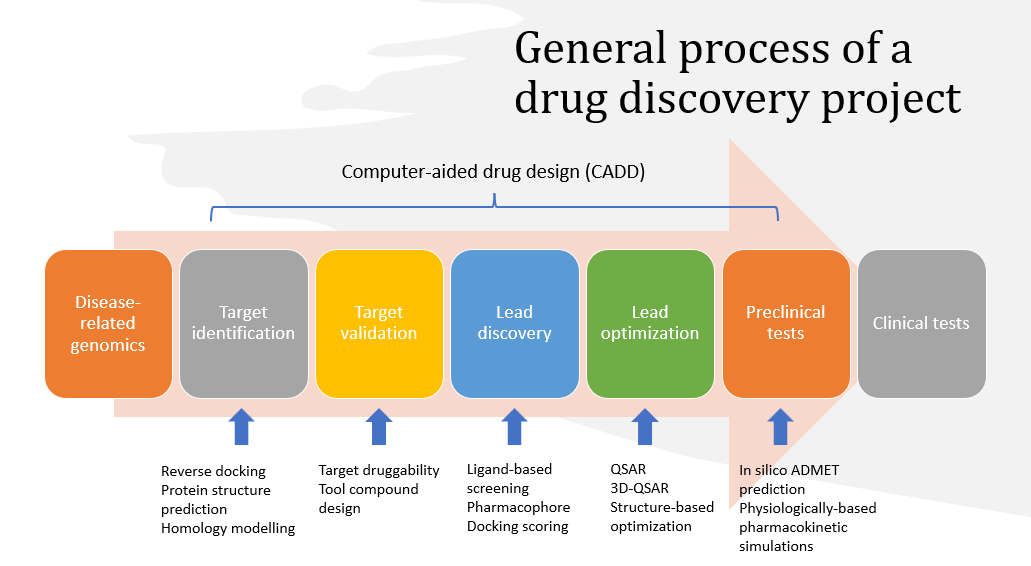 General process of a
drug discovery project
Computer-aided drug design (CADD)
Disease-
related
genomics
Target
identification
Target
validation
Lead
discovery
Lead
optimization
Preclinical
tests
Clinical tests
Reverse docking
Protein structure
prediction
Homology modelling
Target druggability
Tool compound
design
Ligand-based
screening
Pharmacophore
Docking scoring
QSAR
3D-QSAR
Structure-based
optimization
In silico ADMET
prediction
Physiologically-based
pharmacokinetic
simulations